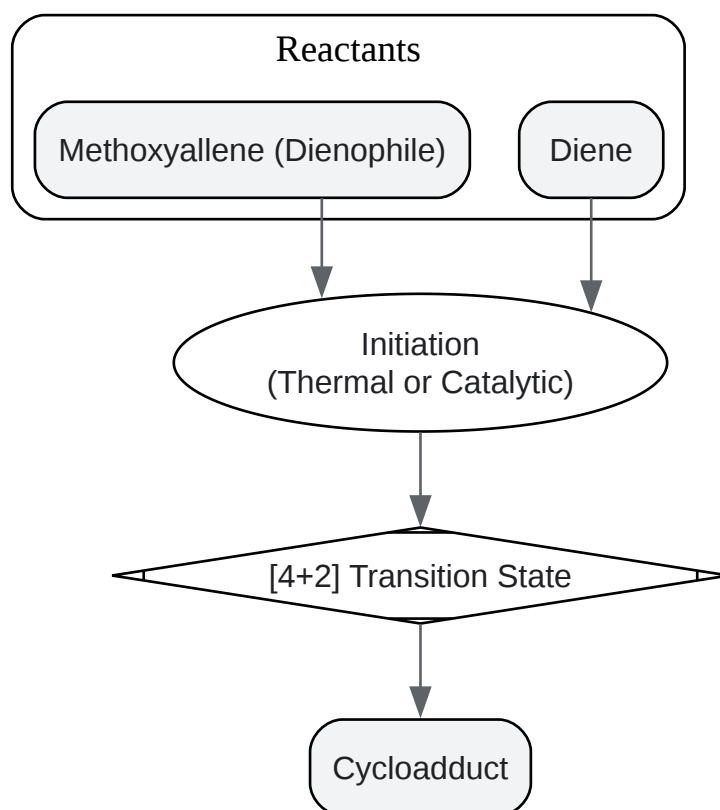 Reactants
Methoxyallene (Dienophile)
Diene
Initiation
(Thermal or Catalytic)
[4+2] Transition State
Cycloadduct